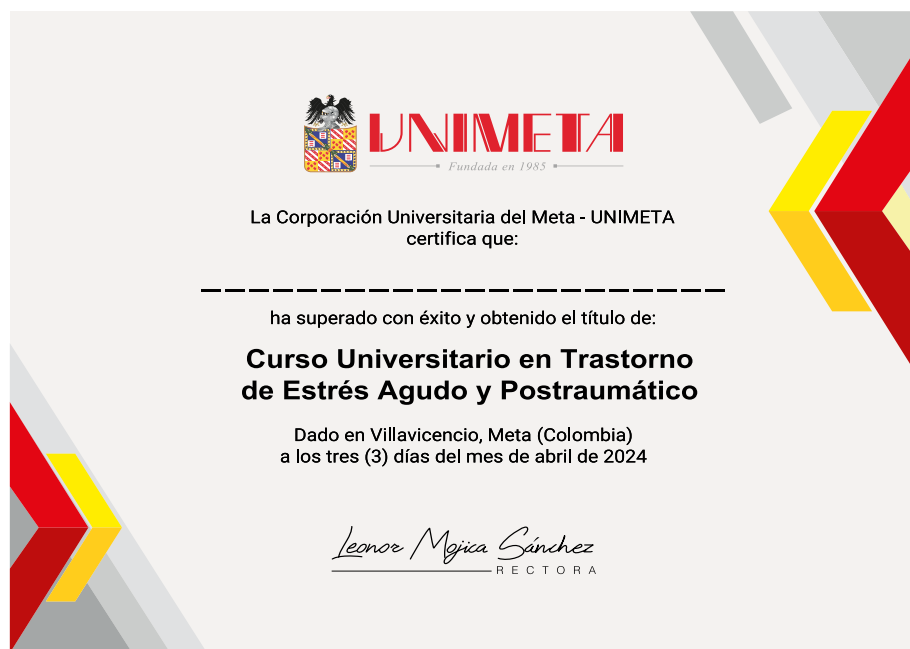 UNIMETA
Fundada en 1985
La Corporación Universitaria del Meta - UNIMETA
certifica que:
ha superado con éxito y obtenido el título de:
Curso Universitario en Trastorno
de Estrés Agudo y Postraumático
Dado en Villavicencio, Meta (Colombia)
a los tres (3) días del mes de abril de 2024
Leonor Mojica Sánchez
RECTORA